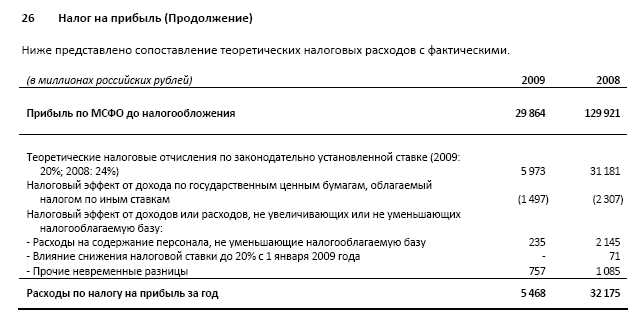 26 Налог на прибыль (Продолжение)
Ниже представлено сопоставление теоретических налоговых расходов с фактическими.
(в миллионах российских рублей) 2009 2008
Прибыль по МСФО до налогообложения 29 864 129 921
Теоретические налоговые отчисления по законодательно установленной ставке (2009:
20%; 2008: 24%) 5 973 31 181
Налоговый эффект от дохода по государственным ценным бумагам, облагаемый
налогом по иным ставкам (1 497) (2 307)
Налоговый эффект от доходов или расходов, не увеличивающих или не уменьшающих
налогооблагаемую базу:
- Расходы на содержание персонала, не уменьшающие налогооблагаемую базу 235 2 145
- Влияние снижения налоговой ставки до 20% с 1 января 2009 года - 71
- Прочие невременные разницы 757 1 085
Расходы по налогу на прибыль за год 5 468 32 175